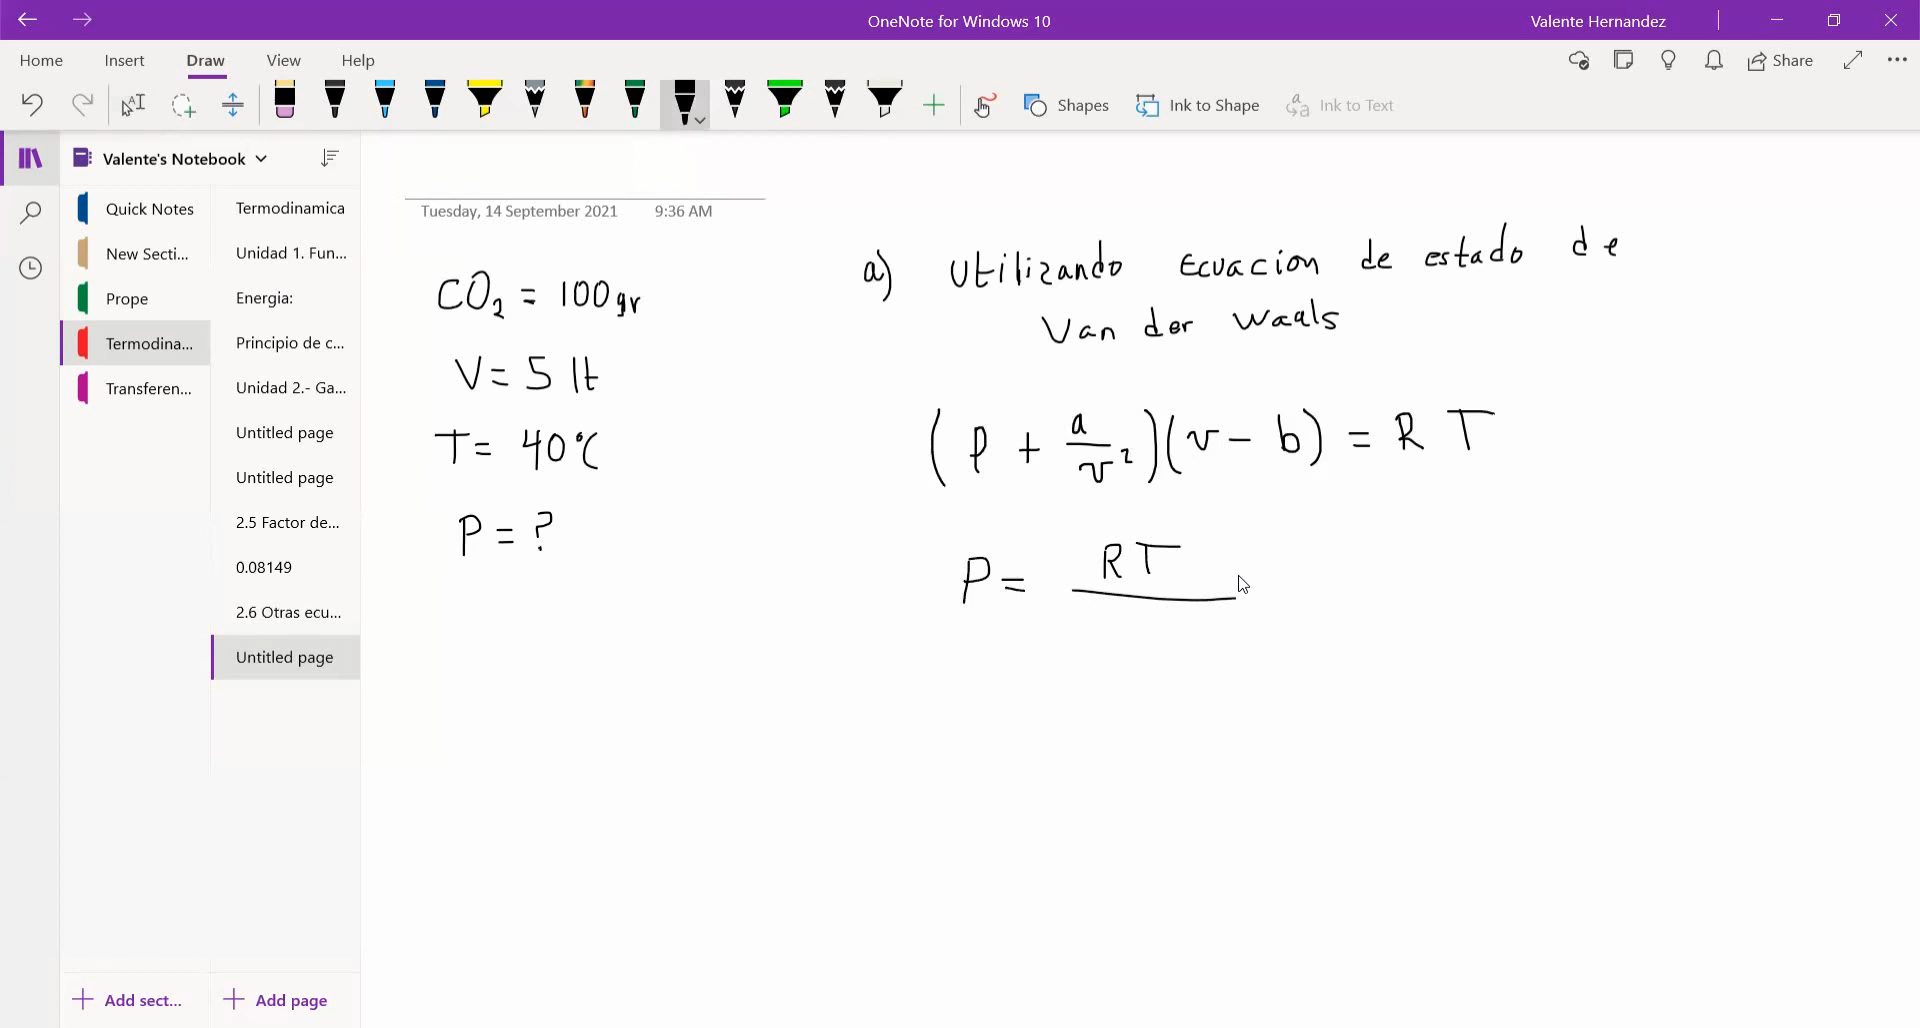 OneNote for Windows 10
Valente Hernandez
Home Insert Draw View Help
Share
Shapes
Ink to Shape
Ink to Text
Valente's Notebook
Quick Notes
New Secti...
Prope
Termodina...
Transferen...
Termodinamica
Unidad 1. Fun...
Energia:
Principio de c...
Unidad 2.- Ga...
Untitled page
Untitled page
2.5 Factor de...
0.08149
2.6 Otras ecu...
Untitled page
Add sect...
Add page
Tuesday, 14 September 2021 9:36 AM
CO₂ = 100gr
V = 5 lt
T = 40°C
P = ?
a) Utilizando Ecuacion de estado de
Van der Waals
(P + a/v²)(v - b) = R T
P = R T